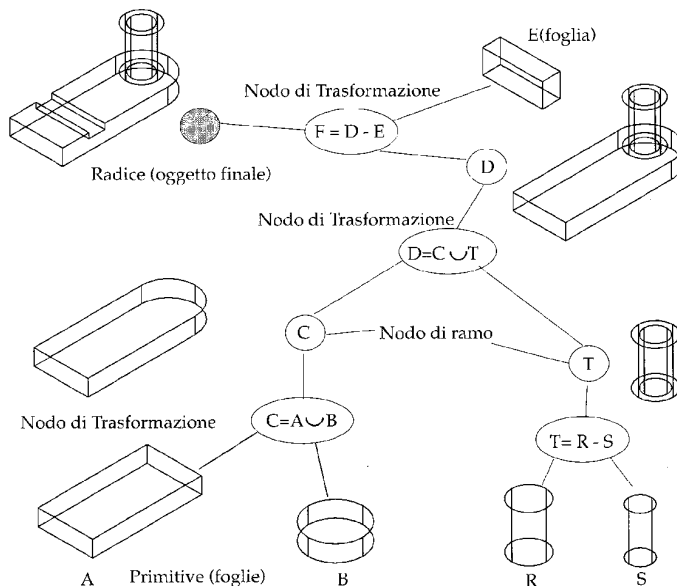 E(foglia)
Nodo di Trasformazione
F = D - E
Radice (oggetto finale)
D
Nodo di Trasformazione
D=C∪T
C
Nodo di ramo
T
Nodo di Trasformazione
C=A∪B
T= R - S
A
Primitive (foglie)
B
R
S